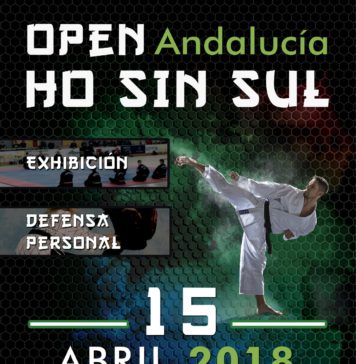 OPEN Andalucía
HO SIN SUL
EXHIBICIÓN
DEFENSA
PERSONAL
15
ABRIL 2018